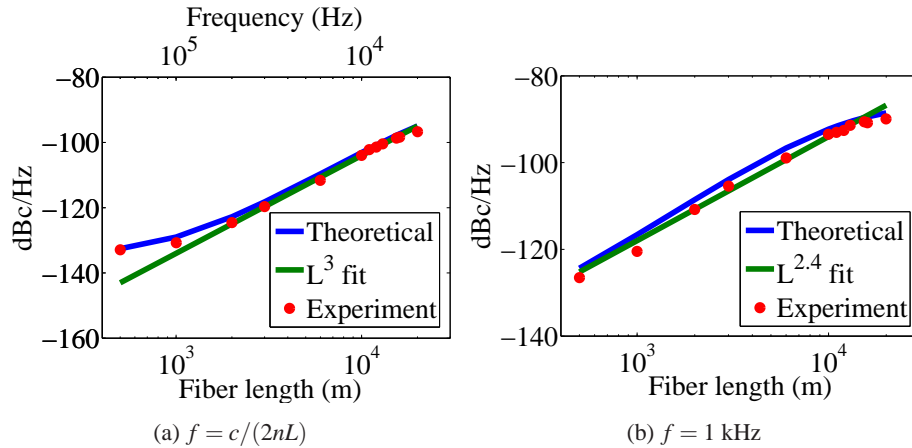 Frequency (Hz)
10^5 10^4
−80
−100
−120
−140
−160
dBc/Hz
Theoretical
L^3 fit
Experiment
10^3 10^4
Fiber length (m)
(a) f = c/(2nL)
−80
−100
−120
−140
dBc/Hz
Theoretical
L^2.4 fit
Experiment
10^3 10^4
Fiber length (m)
(b) f = 1 kHz